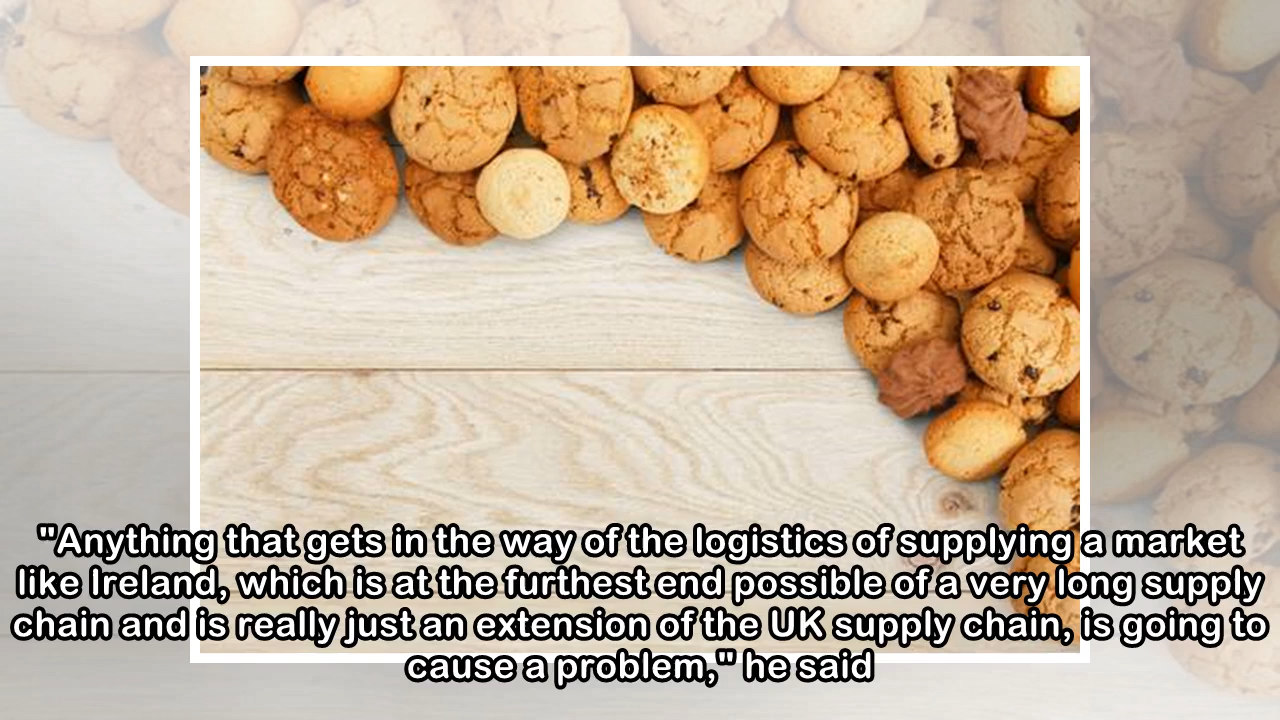 "Anything that gets in the way of the logistics of supplying a market
like Ireland, which is at the furthest end possible of a very long supply
chain and is really just an extension of the UK supply chain, is going to
cause a problem," he said